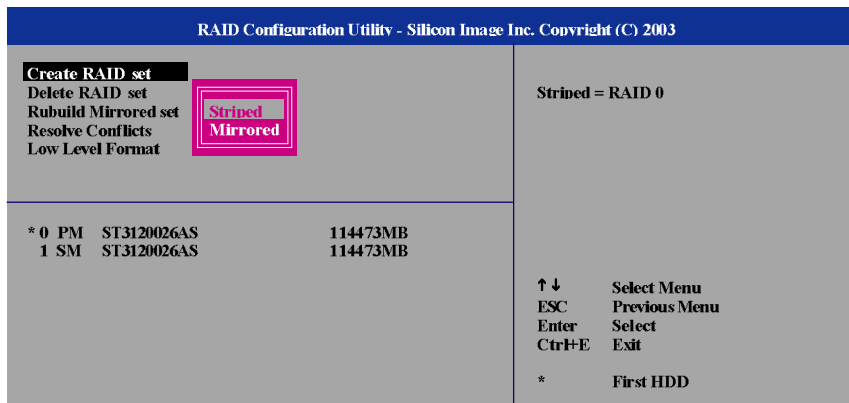 RAID Configuration Utility - Silicon Image Inc. Copyright (C) 2003
Create RAID set
Delete RAID set
Rubuild Mirrored set
Resolve Conflicts
Low Level Format
Striped
Mirrored
Striped = RAID 0
* 0 PM ST3120026AS 114473MB
1 SM ST3120026AS 114473MB
↑↓ Select Menu
ESC Previous Menu
Enter Select
Ctrl+E Exit
* First HDD